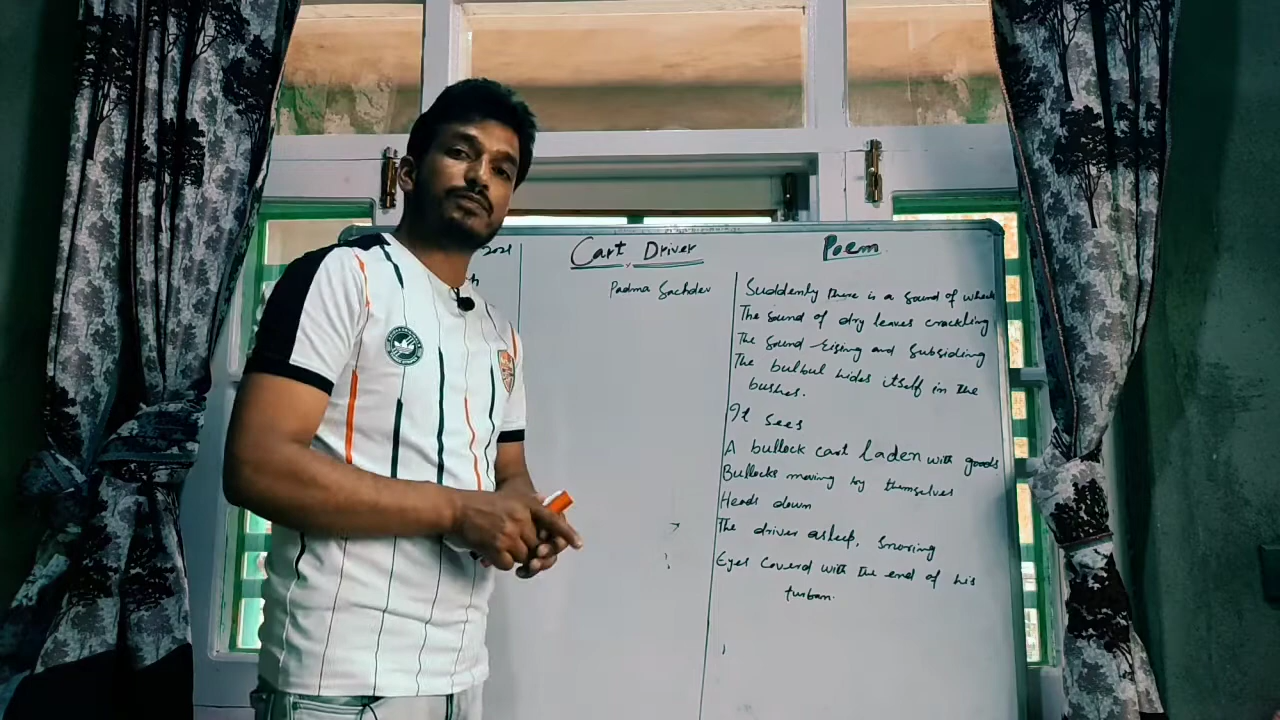 2021
Cart Driver
Poem
Padma Sachdev
Suddenly there is a sound of wheels
The sound of dry leaves crackling
The sound rising and subsiding
The bulbul hides itself in the
bushes.
It sees
A bullock cart laden with goods
Bullocks moving by themselves
Heads down
The driver asleep, snoring
Eyes Coverd with the end of his
turban.